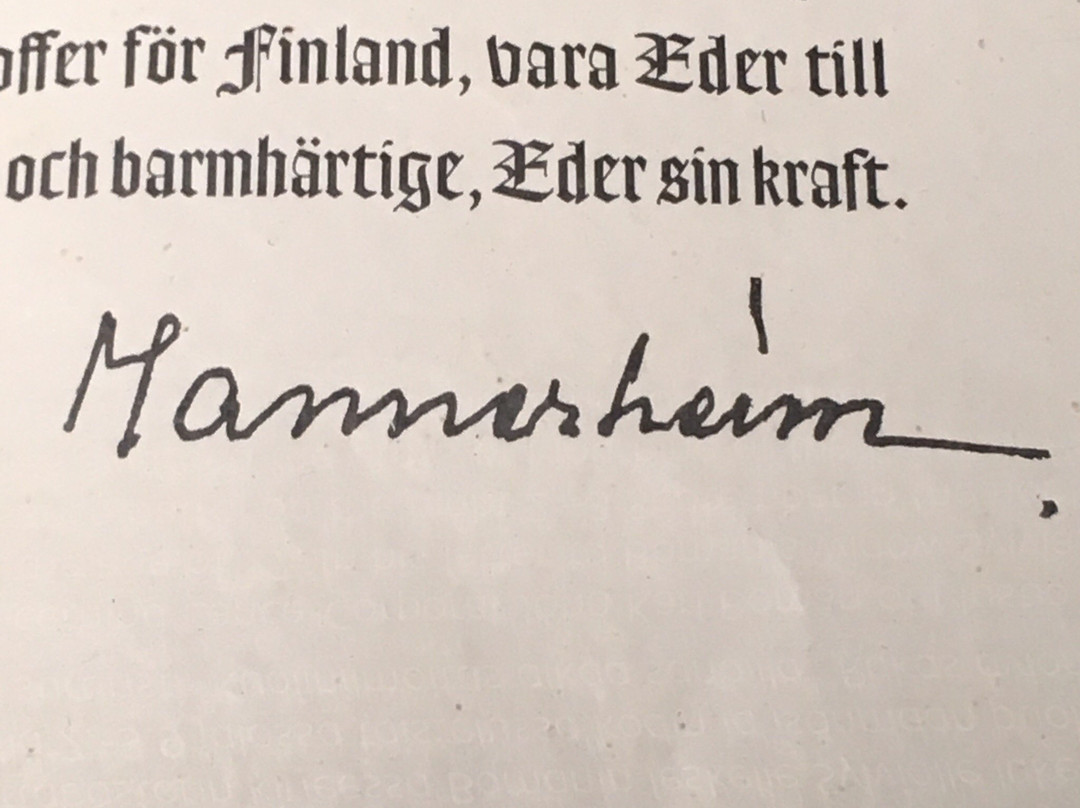 offer för Finland, vara Eder till
och barmhärtige, Eder sin kraft.
Mannerheim.